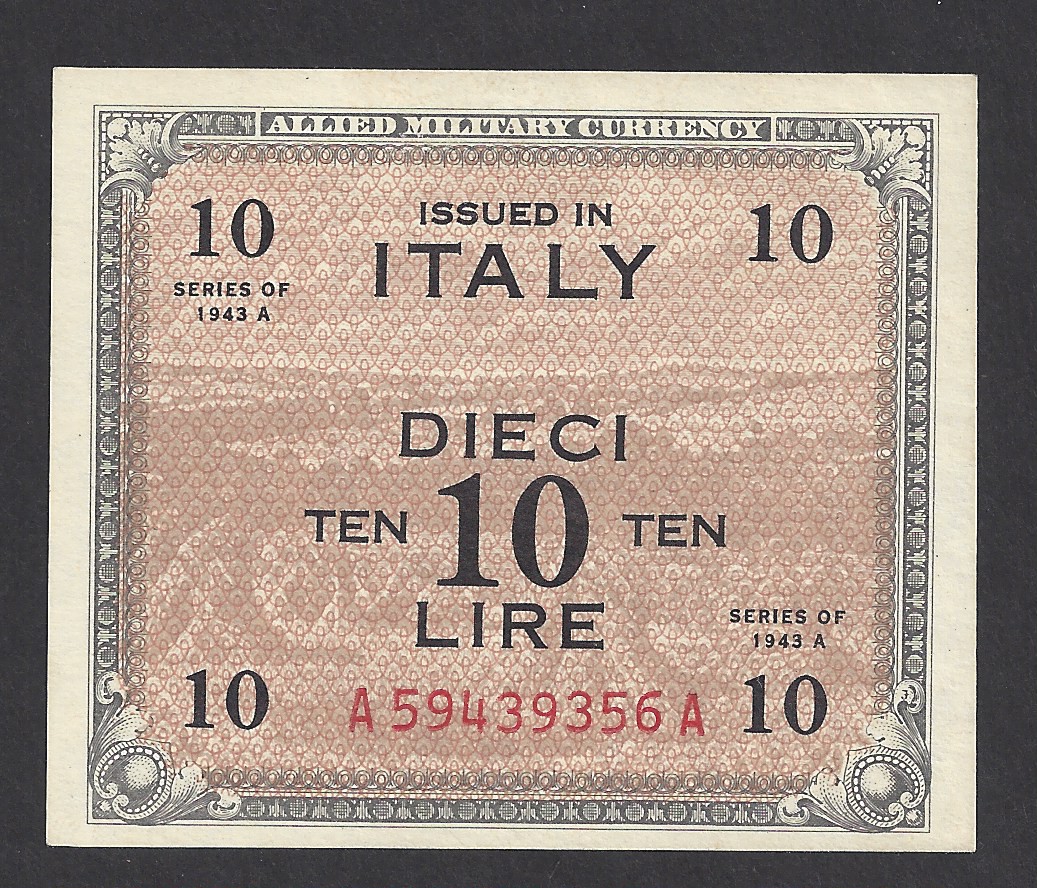 ALLIED MILITARY CURRENCY
10 ISSUED IN 10
ITALY
SERIES OF
1943 A
DIECI
TEN 10 TEN
LIRE
SERIES OF
1943 A
10 A 59439356 A 10